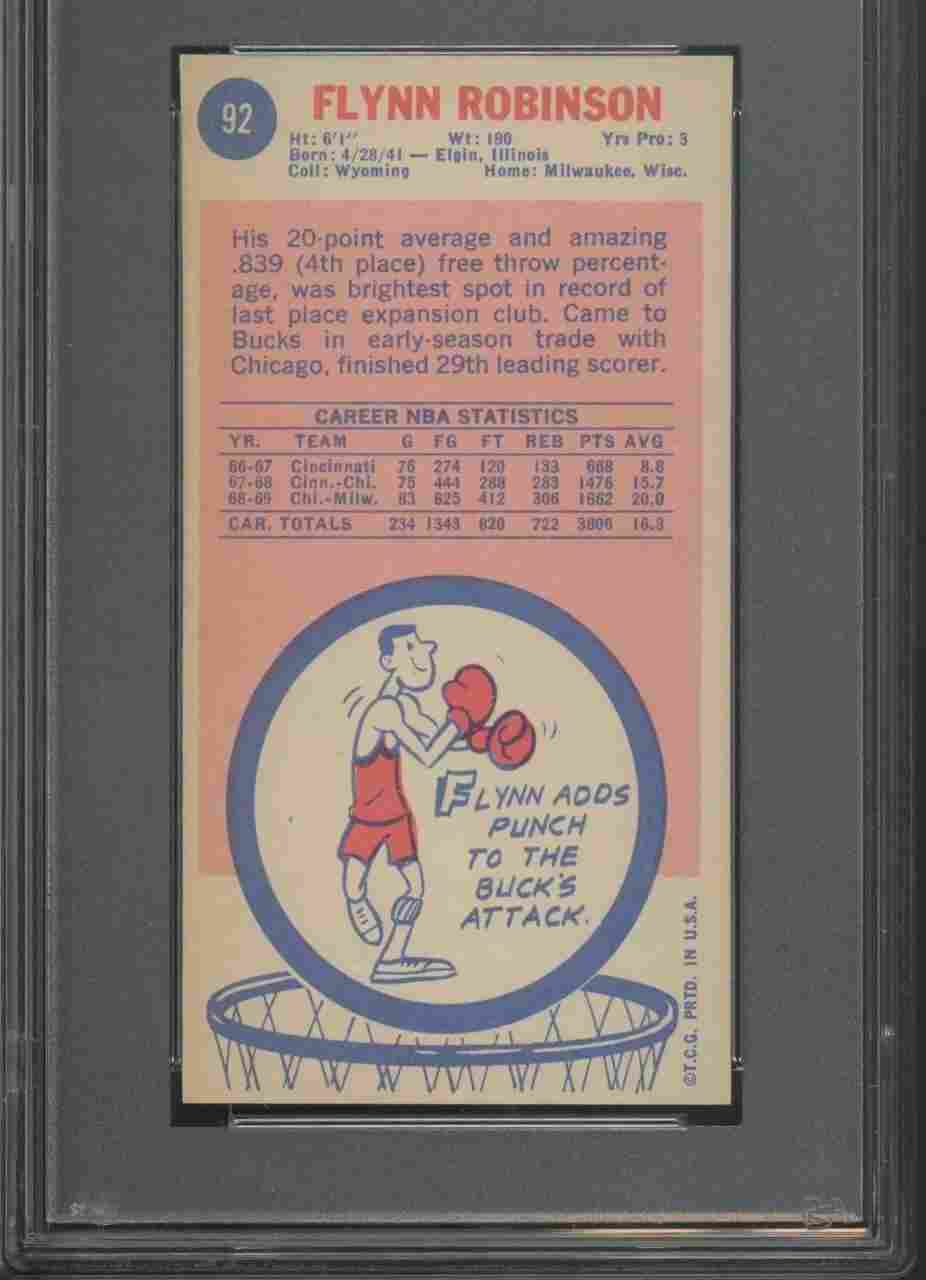 92
FLYNN ROBINSON
Ht: 6'1" Wt: 190 Yrs Pro: 3
Born: 4/28/41 — Elgin, Illinois
Coll: Wyoming Home: Milwaukee, Wisc.
His 20-point average and amazing
.839 (4th place) free throw percent-
age, was brightest spot in record of
last place expansion club. Came to
Bucks in early-season trade with
Chicago, finished 29th leading scorer.
CAREER NBA STATISTICS
YR. TEAM G FG FT REB PTS AVG
66-67 Cincinnati 76 274 120 133 668 8.8
67-68 Cinn.-Chi. 75 444 288 283 1476 15.7
68-69 Chi.-Milw. 83 625 412 306 1662 20.0
CAR. TOTALS 234 1343 820 722 3806 16.3
FLYNN ADDS
PUNCH
TO THE
BUCK'S
ATTACK.
©T.C.G. PRTD. IN U.S.A.